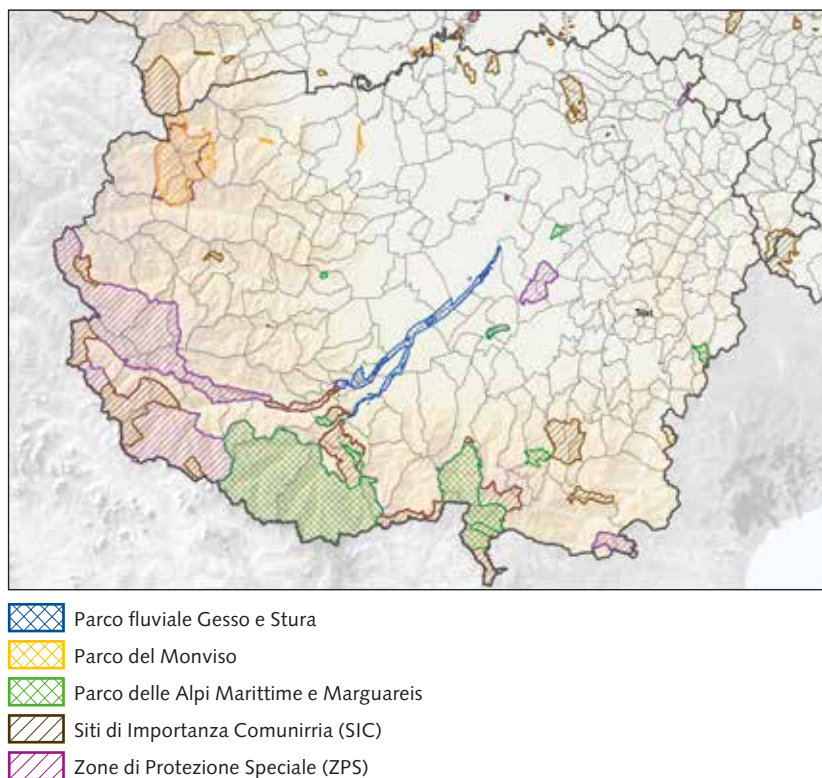 Text
Parco fluviale Gesso e Stura
Parco del Monviso
Parco delle Alpi Marittime e Marguareis
Siti di Importanza Comunirria (SIC)
Zone di Protezione Speciale (ZPS)